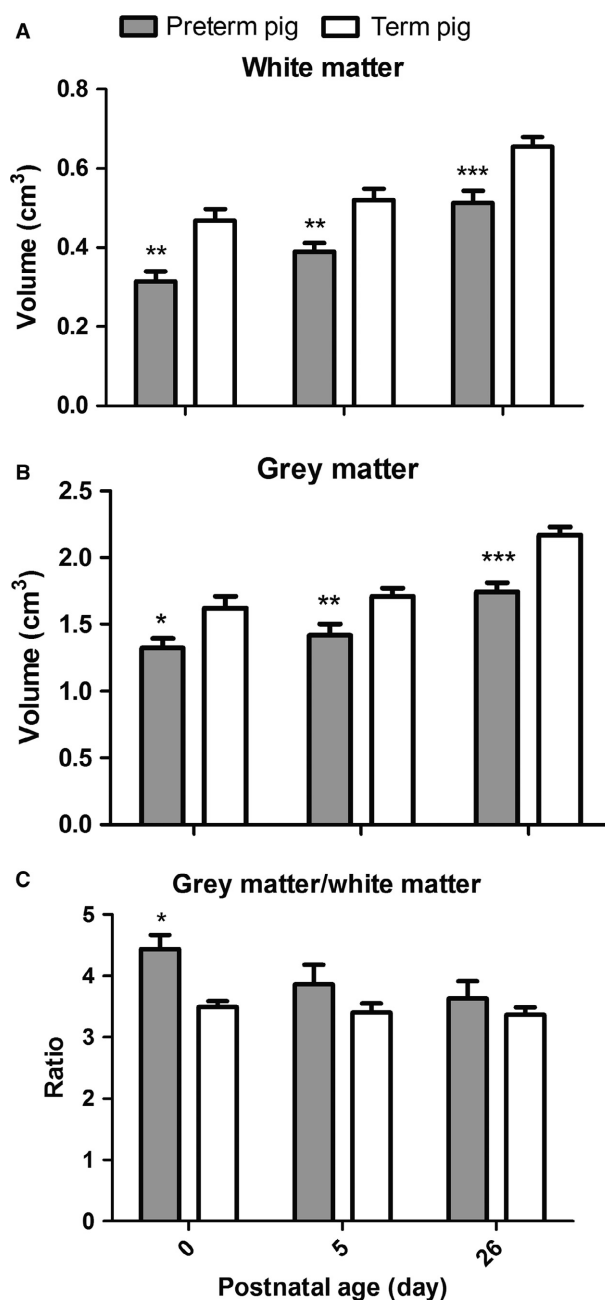 A
Preterm pig Term pig
White matter
Volume (cm³)
0.8
0.6
0.4
0.2
0.0
** ** ***
B
Grey matter
Volume (cm³)
2.5
2.0
1.5
1.0
0.5
0.0
* ** ***
C
Grey matter/white matter
Ratio
5
4
3
2
1
0
*
0 5 26
Postnatal age (day)